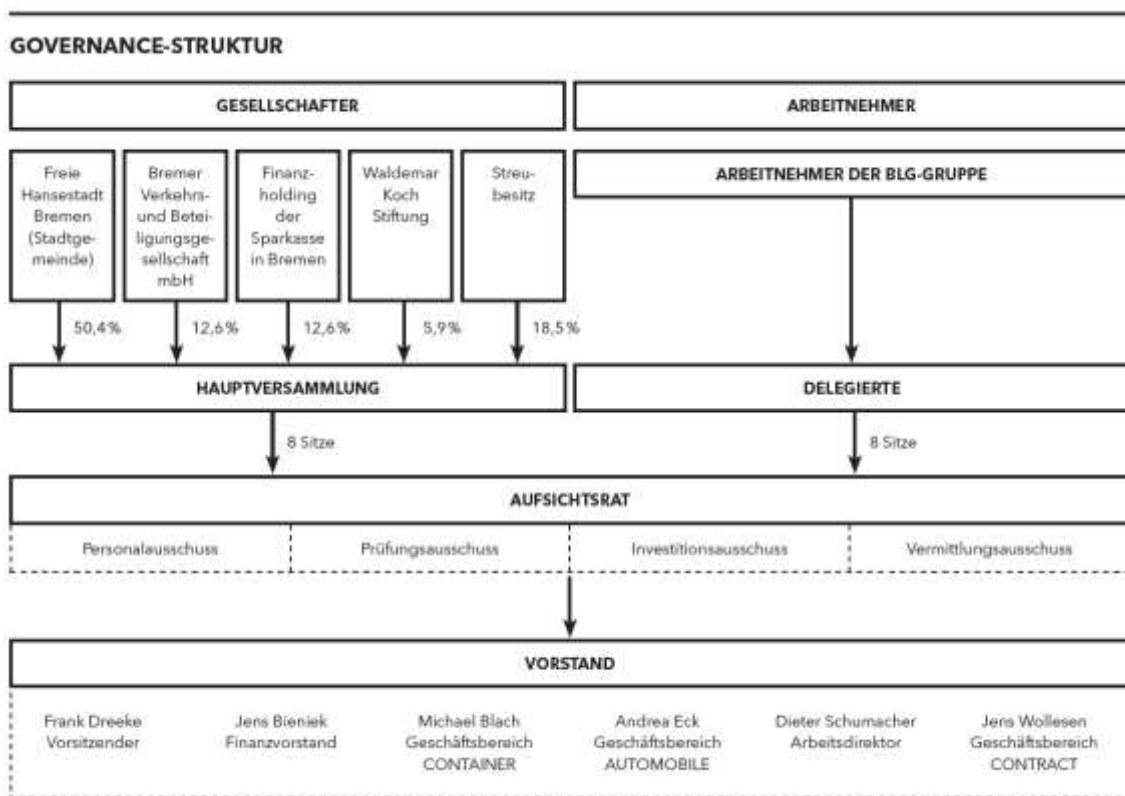 GOVERNANCE-STRUKTUR
GESELLSCHAFTER
ARBEITNEHMER
Freie
Hansestadt
Bremen
(Stadtge-
meinde)
Bremer
Verkehrs-
und Betei-
ligungsge-
sellschaft
mbH
Finanz-
holding
der
Sparkasse
in Bremen
Waldemar
Koch
Stiftung
Streu-
besitz
ARBEITNEHMER DER BLG-GRUPPE
50,4%
12,6%
12,6%
5,9%
18,5%
HAUPTVERSAMMLUNG
DELEGIERTE
8 Sitze
8 Sitze
AUFSICHTSRAT
Personalausschuss
Prüfungsausschuss
Investitionsausschuss
Vermittlungsausschuss
VORSTAND
Frank Dreeke
Vorsitzender
Jens Bieniek
Finanzvorstand
Michael Blach
Geschäftsbereich
CONTAINER
Andrea Eck
Geschäftsbereich
AUTOMOBILE
Dieter Schumacher
Arbeitsdirektor
Jens Wollesen
Geschäftsbereich
CONTRACT